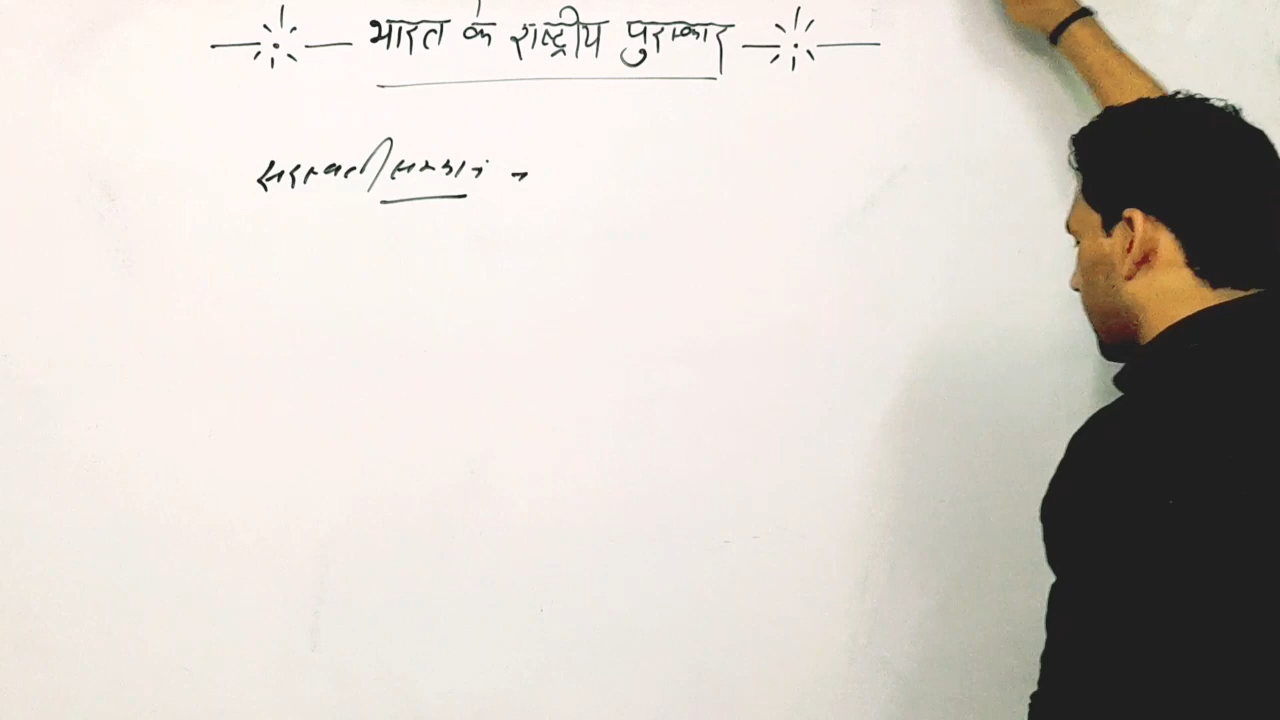 भारत के राष्ट्रीय पुरस्कार
सरस्वती सम्मान →